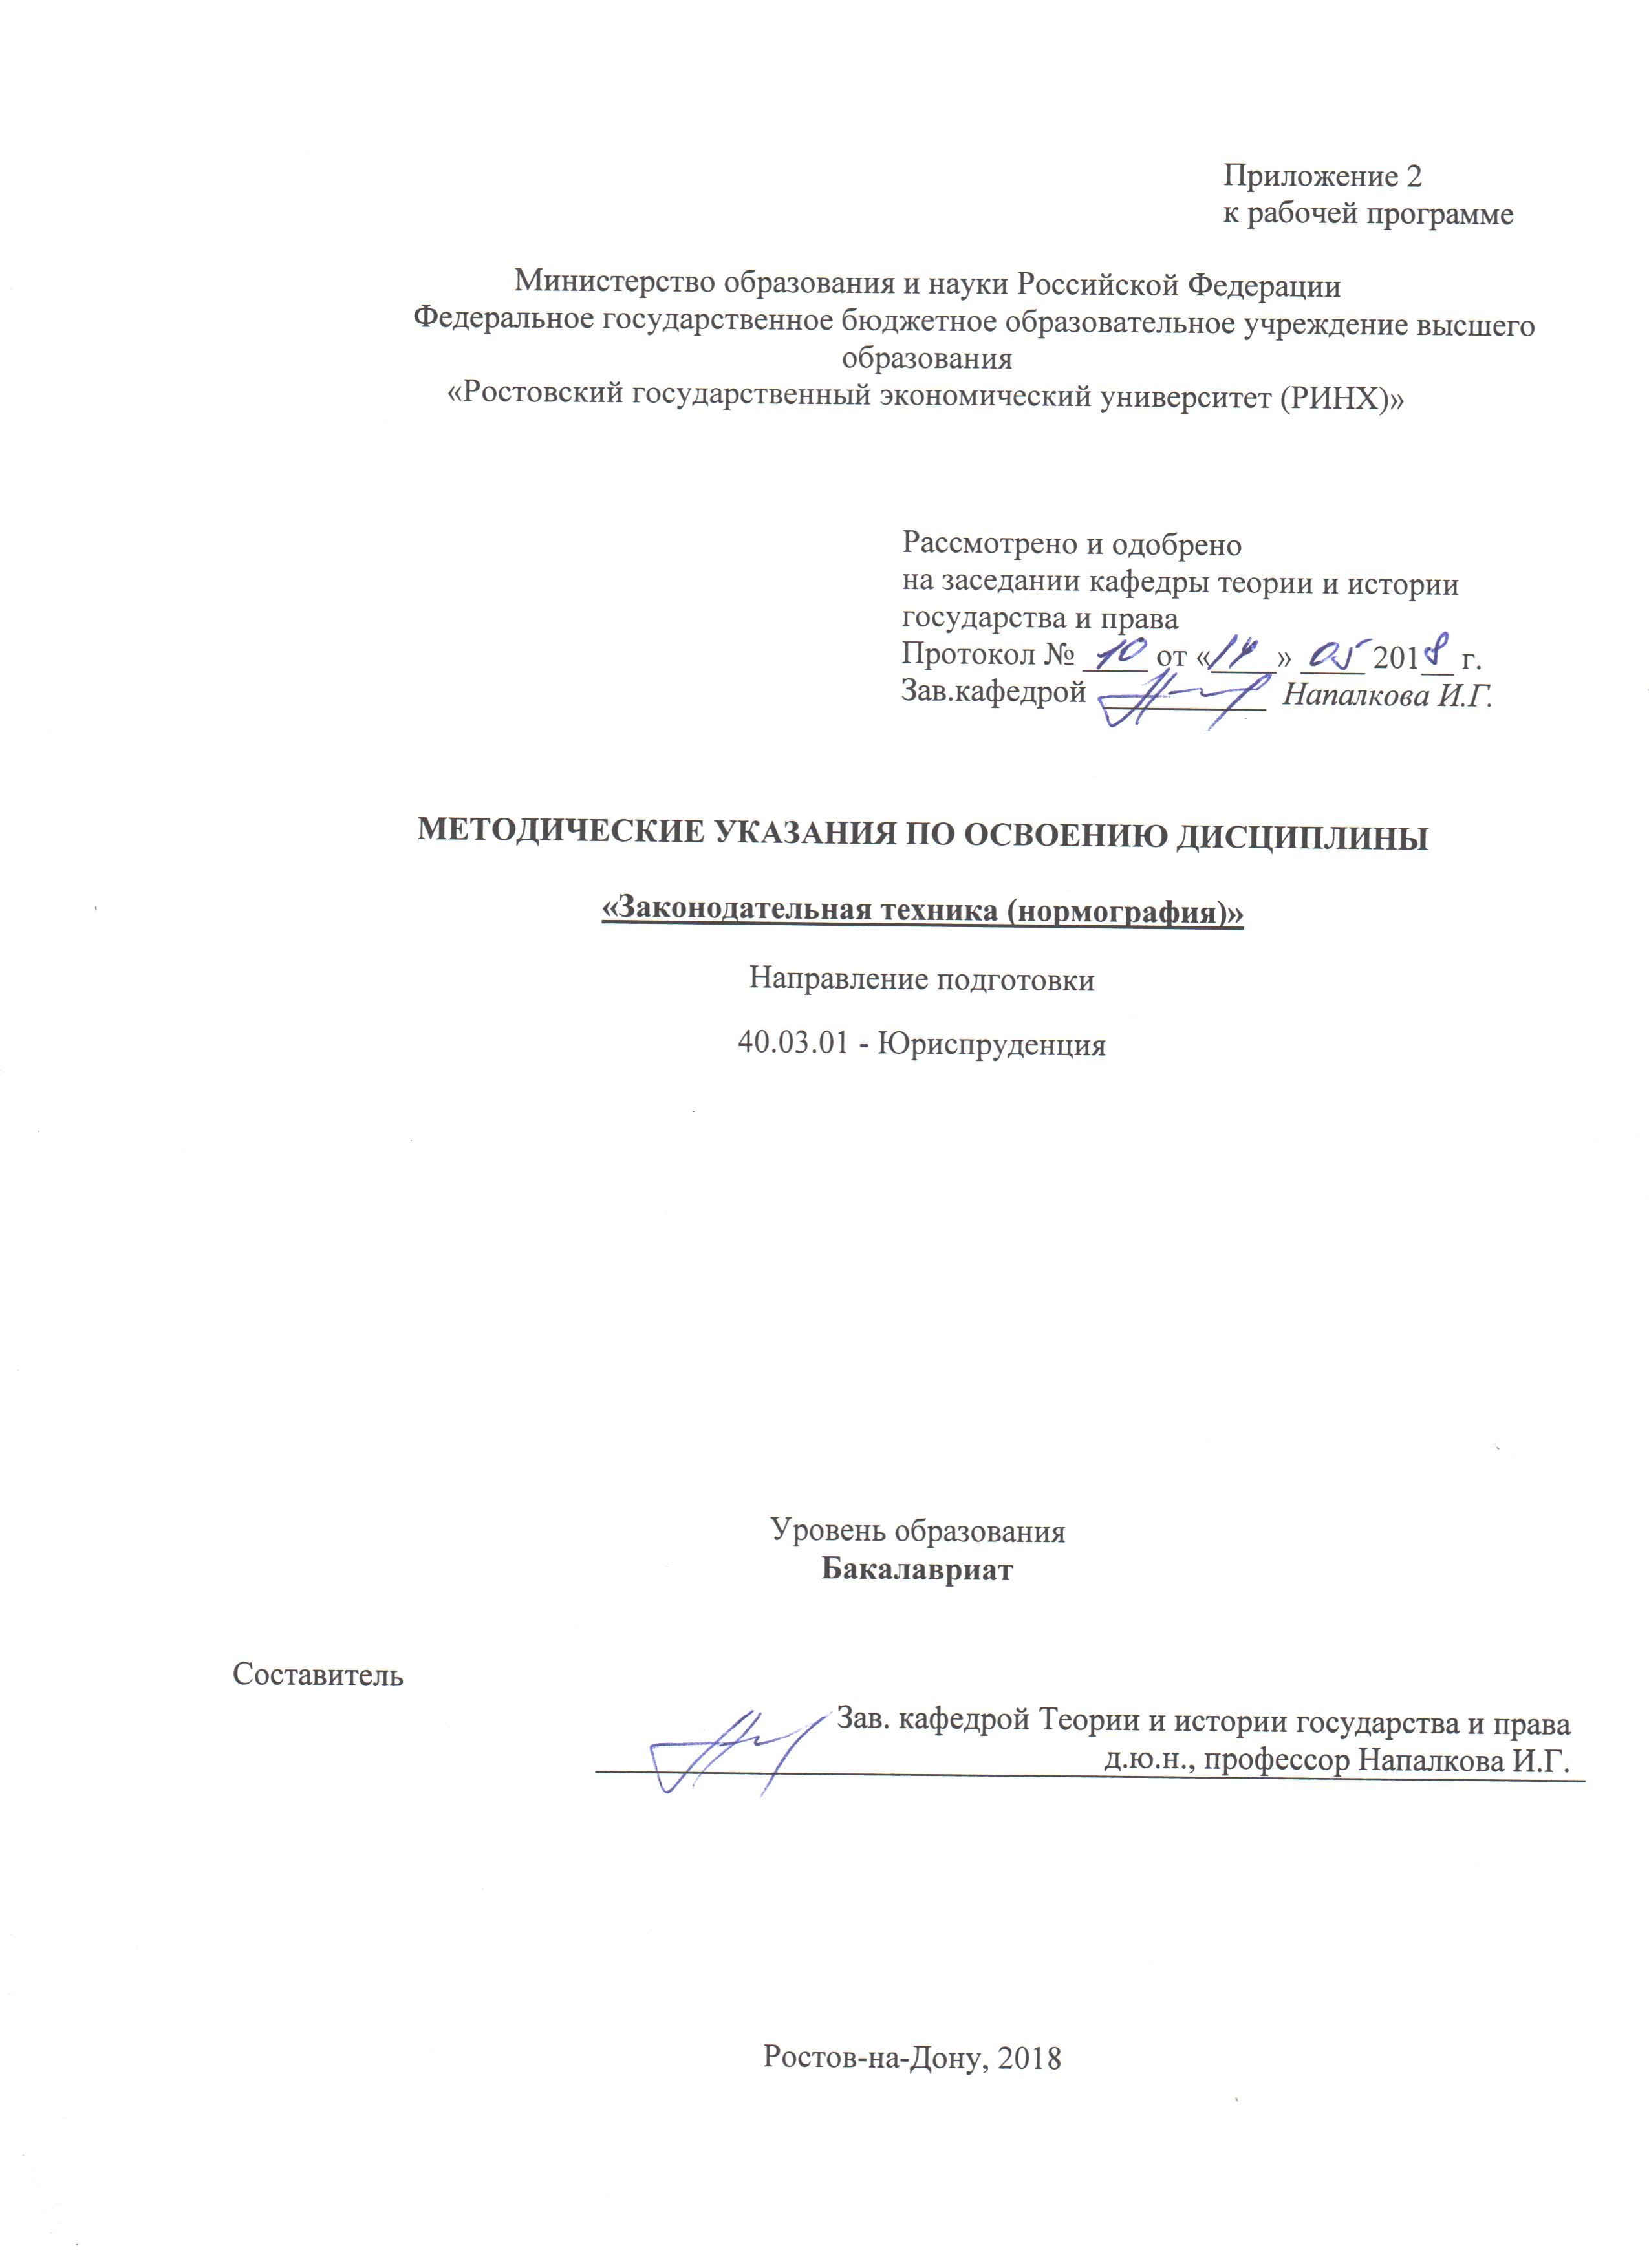 Приложение 2
к рабочей программе
Министерство образования и науки Российской Федерации
Федеральное государственное бюджетное образовательное учреждение высшего
образования
«Ростовский государственный экономический университет (РИНХ)»
Рассмотрено и одобрено
на заседании кафедры теории и истории
государства и права
Протокол № 10 от «14» 05 2018 г.
Зав.кафедрой Напалкова И.Г.
МЕТОДИЧЕСКИЕ УКАЗАНИЯ ПО ОСВОЕНИЮ ДИСЦИПЛИНЫ
«Законодательная техника (нормография)»
Направление подготовки
40.03.01 - Юриспруденция
Уровень образования
Бакалавриат
Составитель
Зав. кафедрой Теории и истории государства и права
д.ю.н., профессор Напалкова И.Г.
Ростов-на-Дону, 2018